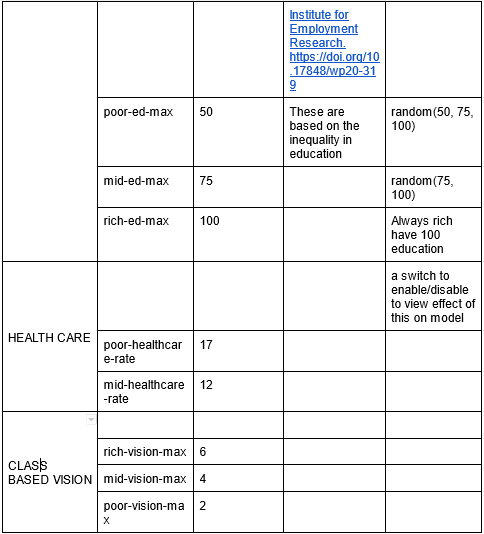 Institute for
Employment
Research.
https://doi.org/10
.17848/wp20-31
9
poor-ed-max 50 These are random(50, 75,
based on the 100)
inequality in
education
mid-ed-max 75 random(75,
100)
rich-ed-max 100 Always rich
have 100
education
HEALTH CARE
a switch to
enable/disable
to view effect of
this on model
poor-healthcar 17
e-rate
mid-healthcare 12
-rate
CLASS
BASED VISION
rich-vision-max 6
mid-vision-max 4
poor-vision-ma 2
x